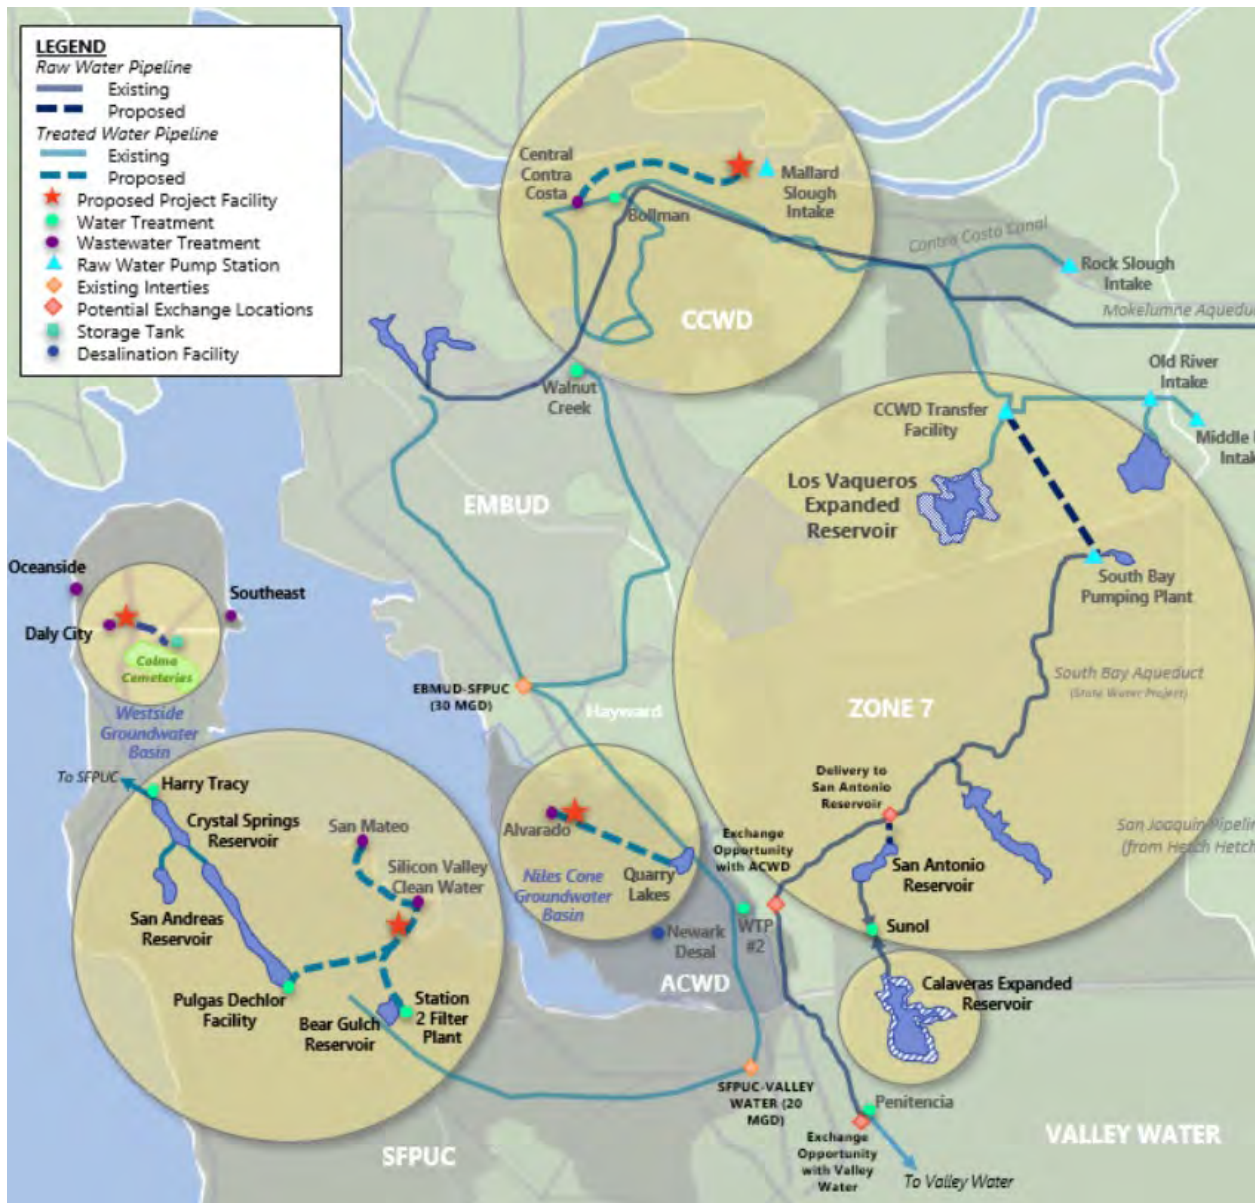 LEGEND
Raw Water Pipeline
Existing
Proposed
Treated Water Pipeline
Existing
Proposed
Proposed Project Facility
Water Treatment
Wastewater Treatment
Raw Water Pump Station
Existing Interties
Potential Exchange Locations
Storage Tank
Desalination Facility
Central
Contra
Costa
Mallard
Slough
Intake
Bollman
Contra Costa Canal
Rock Slough
Intake
CCWD
Mokelumne Aquedu
Walnut
Creek
Old River
Intake
CCWD Transfer
Facility
Middle
Intak
Los Vaqueros
Expanded
Reservoir
EMBUD
South Bay
Pumping Plant
Oceanside
Southeast
Daly City
Colma
Cemeteries
Westside
Groundwater
Basin
EBMUD-SFPUC
(30 MGD)
Hayward
ZONE 7
South Bay Aqueduct
(State Water Project)
To SFPUC
Harry Tracy
Crystal Springs
Reservoir
San Mateo
Silicon Valley
Clean Water
San Andreas
Reservoir
Pulgas Dechlor
Facility
Bear Gulch
Reservoir
Station
2 Filter
Plant
Alvarado
Niles Cone
Groundwater
Basin
Quarry
Lakes
Newark
Desal
Exchange
Opportunity
with ACWD
WTP
#2
ACWD
Delivery to
San Antonio
Reservoir
San Antonio
Reservoir
San Joaquin Pipelin
(from Hetch Hetch
Sunol
Calaveras Expanded
Reservoir
SFPUC-VALLEY
WATER (20
MGD)
Penitencia
Exchange
Opportunity
with Valley
Water
To Valley Water
SFPUC
VALLEY WATER